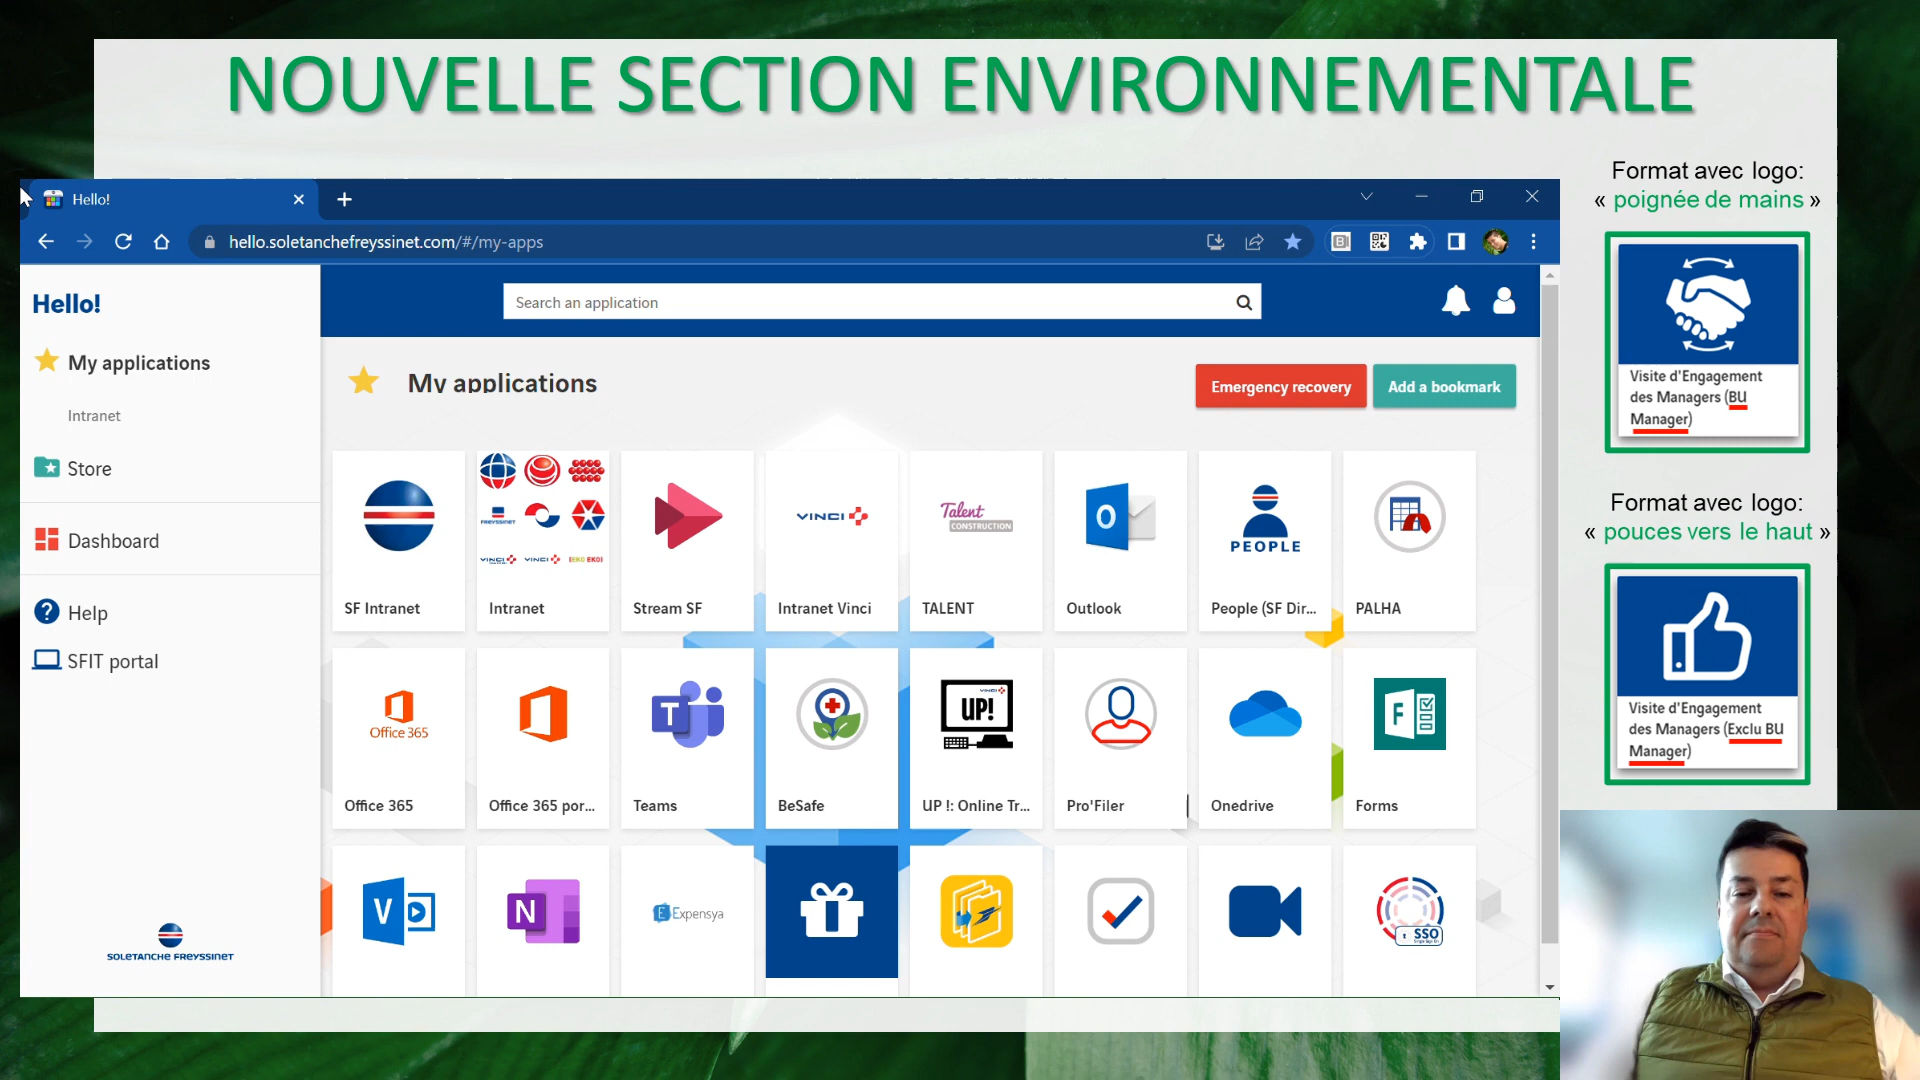 NOUVELLE SECTION ENVIRONNEMENTALE
Format avec logo:
« poignée de mains »
Visite d'Engagement
des Managers (BU
Manager)
Format avec logo:
« pouces vers le haut »
Visite d'Engagement
des Managers (Exclu BU
Manager)
Hello!
hello.soletanchefreyssinet.com/#/my-apps
Hello!
My applications
Intranet
Store
Dashboard
Help
SFIT portal
SOLETANCHE FREYSSINET
Search an application
My applications
Emergency recovery
Add a bookmark
FREYSSINET
VINCI
VINCI
VINCI
Talent
CONSTRUCTION
O
PEOPLE
SF Intranet
Intranet
Stream SF
Intranet Vinci
TALENT
Outlook
People (SF Dir...
PALHA
Office 365
T
VINCI
UP!
F
Office 365
Office 365 por...
Teams
BeSafe
UP !: Online Tr...
Pro'Filer
Onedrive
Forms
V
N
E Expensya
SSO